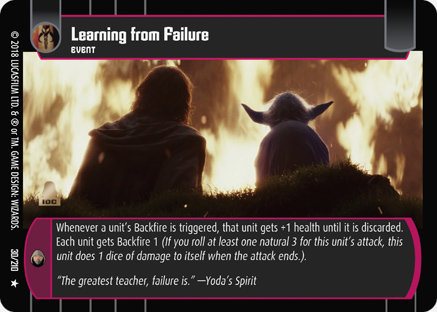 Learning from Failure
EVENT
© 2018 LUCASFILM LTD. & ® or TM. GAME DESIGN: WIZARDS.
IDC
Whenever a unit's Backfire is triggered, that unit gets +1 health until it is discarded.
Each unit gets Backfire 1 (If you roll at least one natural 3 for this unit's attack, this
unit does 1 dice of damage to itself when the attack ends.).
"The greatest teacher, failure is." —Yoda's Spirit